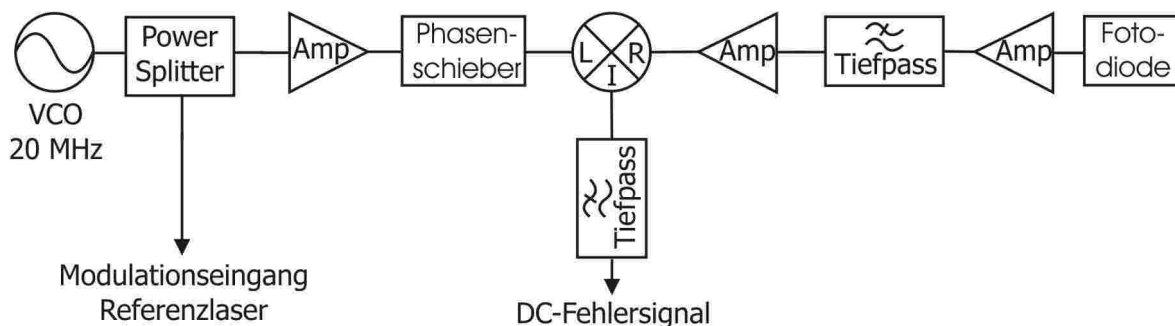 VCO
20 MHz
Power
Splitter
Amp
Phasen-
schieber
L R
I
Amp
Tiefpass
Amp
Foto-
diode
Tiefpass
Modulationseingang
Referenzlaser
DC-Fehlersignal